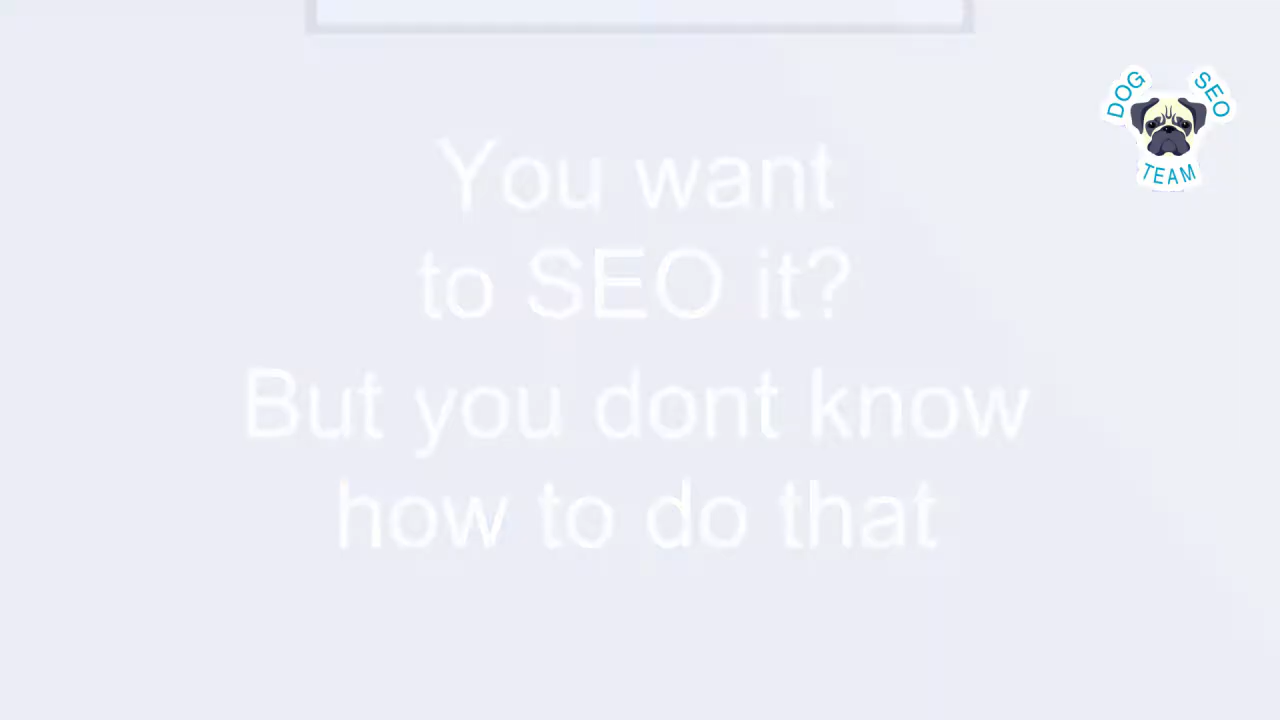 DOG SEO
TEAM
You want
to SEO it?
But you dont know
how to do that